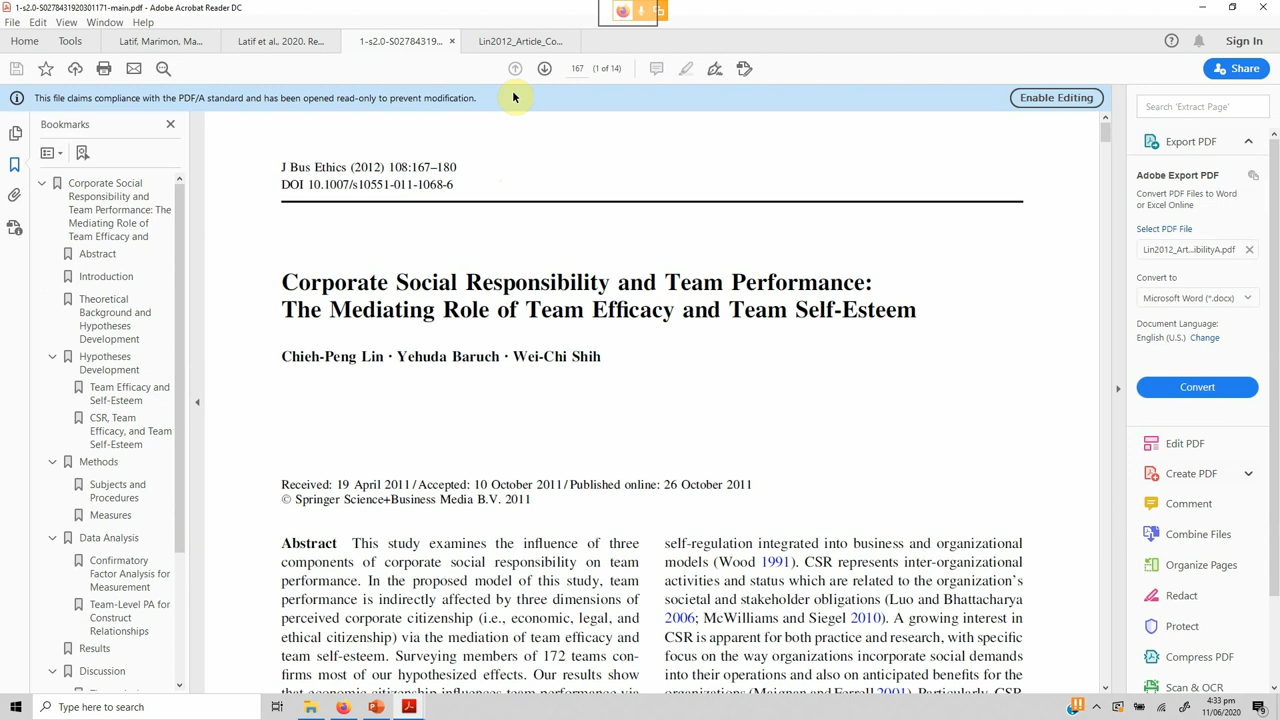 1-s2.0-S0278431920301171-main.pdf - Adobe Acrobat Reader DC
File Edit View Window Help
Home Tools Latif, Marimon, Ma... Latif et al., 2020, Re... 1-s2.0-S02784319... × Lin2012_Article_Co...
Sign In
167 (1 of 14)
Share
This file claims compliance with the PDF/A standard and has been opened read-only to prevent modification.
Enable Editing
Bookmarks
Corporate Social
Responsibility and
Team Performance: The
Mediating Role of
Team Efficacy and
Abstract
Introduction
Theoretical
Background and
Hypotheses
Development
Hypotheses
Development
Team Efficacy and
Self-Esteem
CSR, Team
Efficacy, and Team
Self-Esteem
Methods
Subjects and
Procedures
Measures
Data Analysis
Confirmatory
Factor Analysis for
Measurement
Team-Level PA for
Construct
Relationships
Results
Discussion
J Bus Ethics (2012) 108:167–180
DOI 10.1007/s10551-011-1068-6
Corporate Social Responsibility and Team Performance:
The Mediating Role of Team Efficacy and Team Self-Esteem
Chieh-Peng Lin · Yehuda Baruch · Wei-Chi Shih
Received: 19 April 2011 / Accepted: 10 October 2011 / Published online: 26 October 2011
© Springer Science+Business Media B.V. 2011
Abstract This study examines the influence of three
components of corporate social responsibility on team
performance. In the proposed model of this study, team
performance is indirectly affected by three dimensions of
perceived corporate citizenship (i.e., economic, legal, and
ethical citizenship) via the mediation of team efficacy and
team self-esteem. Surveying members of 172 teams con-
firms most of our hypothesized effects. Our results show
that economic citizenship influences team performance via
self-regulation integrated into business and organizational
models (Wood 1991). CSR represents inter-organizational
activities and status which are related to the organization's
societal and stakeholder obligations (Luo and Bhattacharya
2006; McWilliams and Siegel 2010). A growing interest in
CSR is apparent for both practice and research, with specific
focus on the way organizations incorporate social demands
into their operations and also on anticipated benefits for the
organizations (Maignan and Ferrell 2001). Particularly, CSR
Search 'Extract Page'
Export PDF
Adobe Export PDF
Convert PDF Files to Word
or Excel Online
Select PDF File
Lin2012_Art...ibilityA.pdf ×
Convert to
Microsoft Word (*.docx)
Document Language:
English (U.S.) Change
Convert
Edit PDF
Create PDF
Comment
Combine Files
Organize Pages
Redact
Protect
Compress PDF
Scan & OCR
Type here to search
4:33 pm
11/06/2020